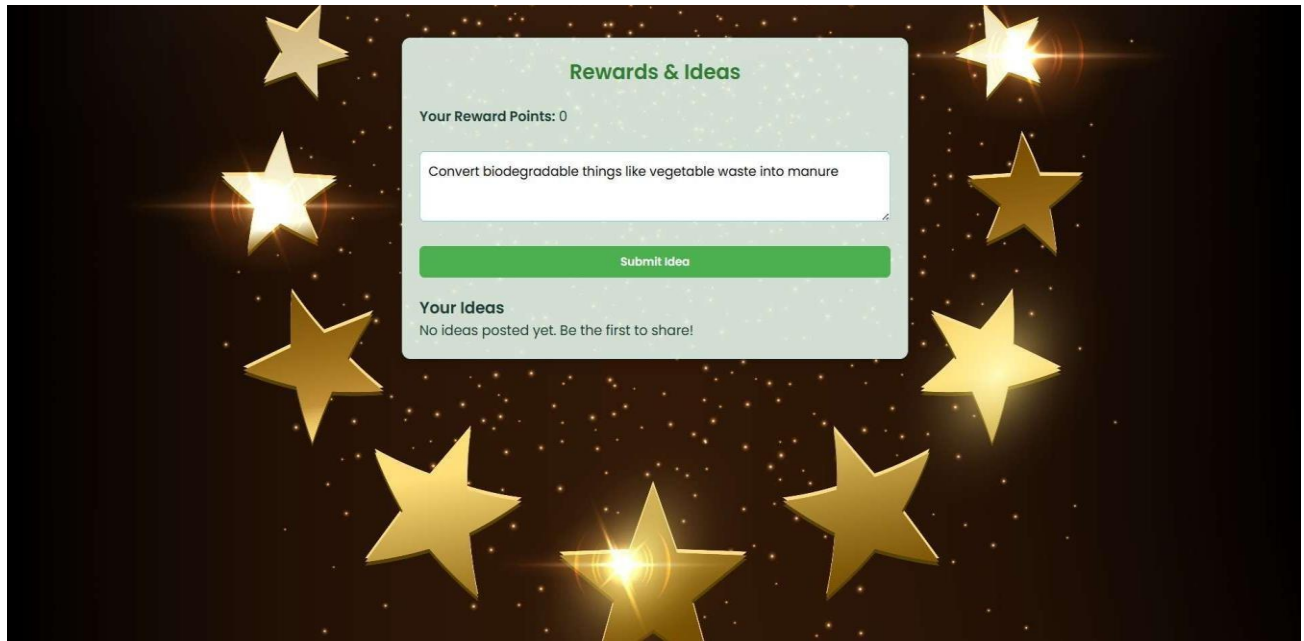 Rewards & Ideas
Your Reward Points: 0
Convert biodegradable things like vegetable waste into manure
Submit Idea
Your Ideas
No ideas posted yet. Be the first to share!